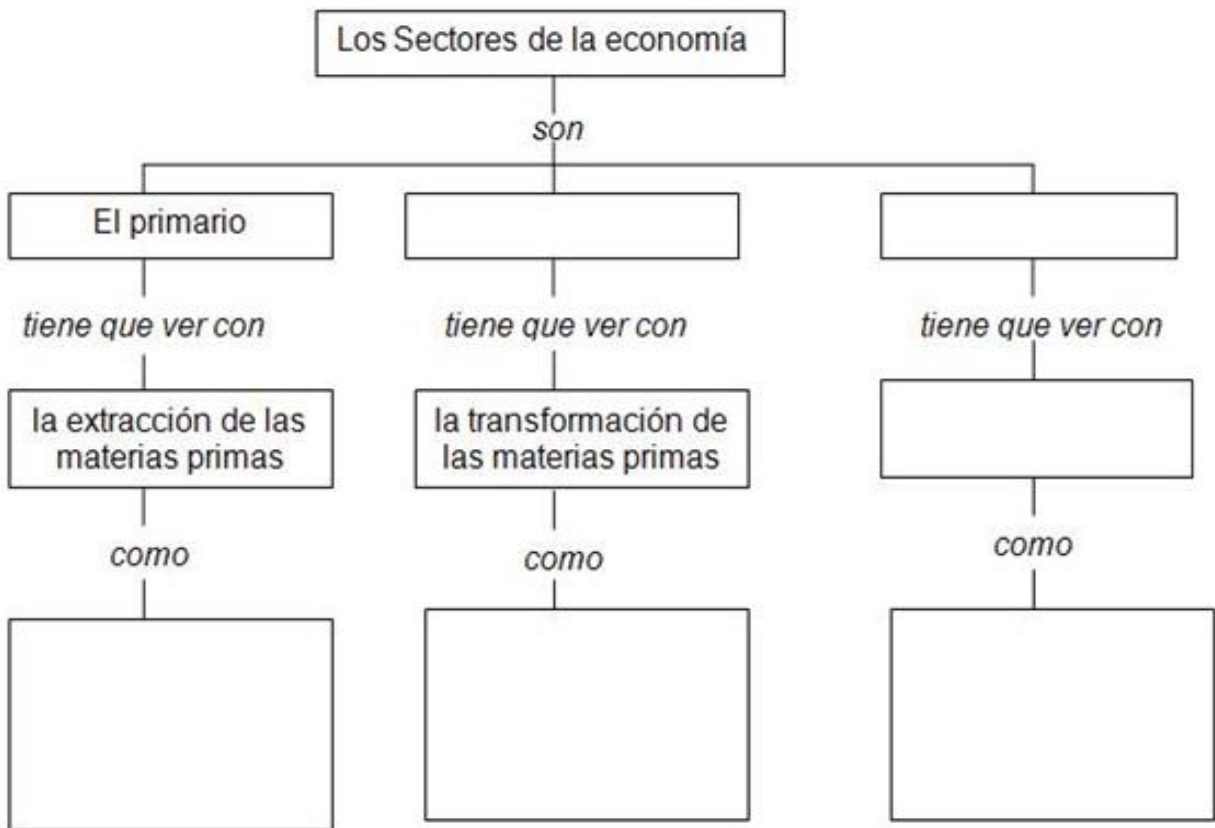 Los Sectores de la economía
son
El primario
tiene que ver con
tiene que ver con
tiene que ver con
la extracción de las
materias primas
la transformación de
las materias primas
como
como
como